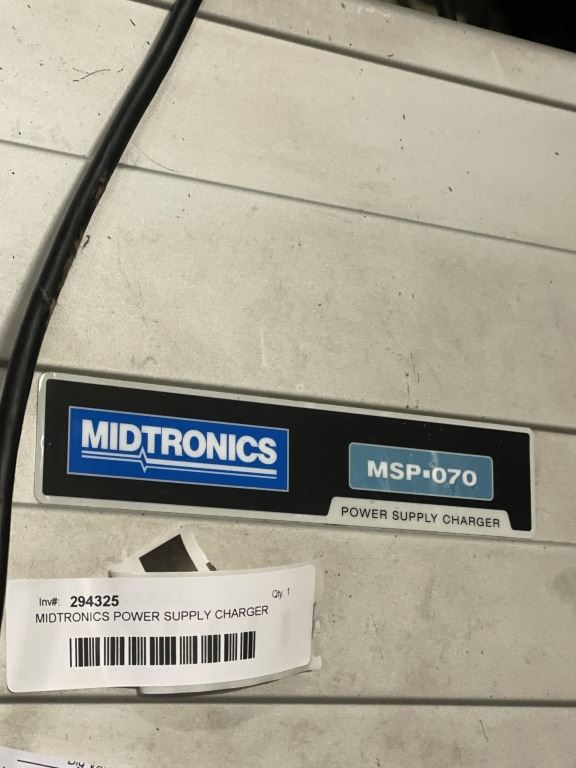 MIDTRONICS
MSP-070
POWER SUPPLY CHARGER
Inv#: 294325 Qty: 1
MIDTRONICS POWER SUPPLY CHARGER